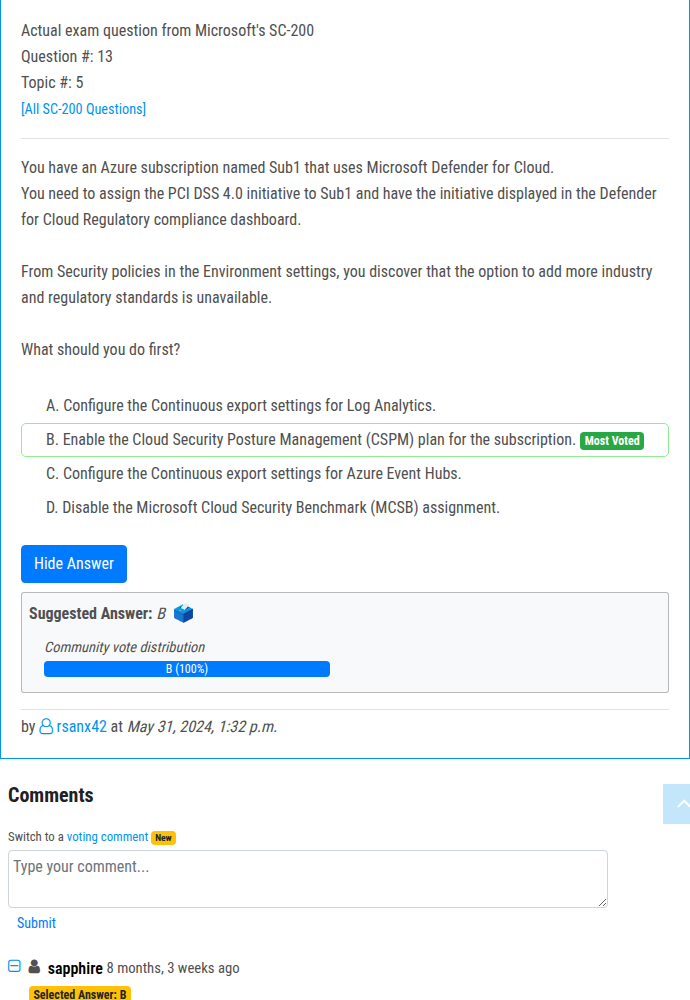 Actual exam question from Microsoft's SC-200
Question #: 13
Topic #: 5
[All SC-200 Questions]
You have an Azure subscription named Sub1 that uses Microsoft Defender for Cloud.
You need to assign the PCI DSS 4.0 initiative to Sub1 and have the initiative displayed in the Defender
for Cloud Regulatory compliance dashboard.
From Security policies in the Environment settings, you discover that the option to add more industry
and regulatory standards is unavailable.
What should you do first?
A. Configure the Continuous export settings for Log Analytics.
B. Enable the Cloud Security Posture Management (CSPM) plan for the subscription. Most Voted
C. Configure the Continuous export settings for Azure Event Hubs.
D. Disable the Microsoft Cloud Security Benchmark (MCSB) assignment.
Hide Answer
Suggested Answer: B
Community vote distribution
B (100%)
by rsanx42 at May 31, 2024, 1:32 p.m.
Comments
Switch to a voting comment New
Type your comment...
Submit
sapphire 8 months, 3 weeks ago
Selected Answer: B